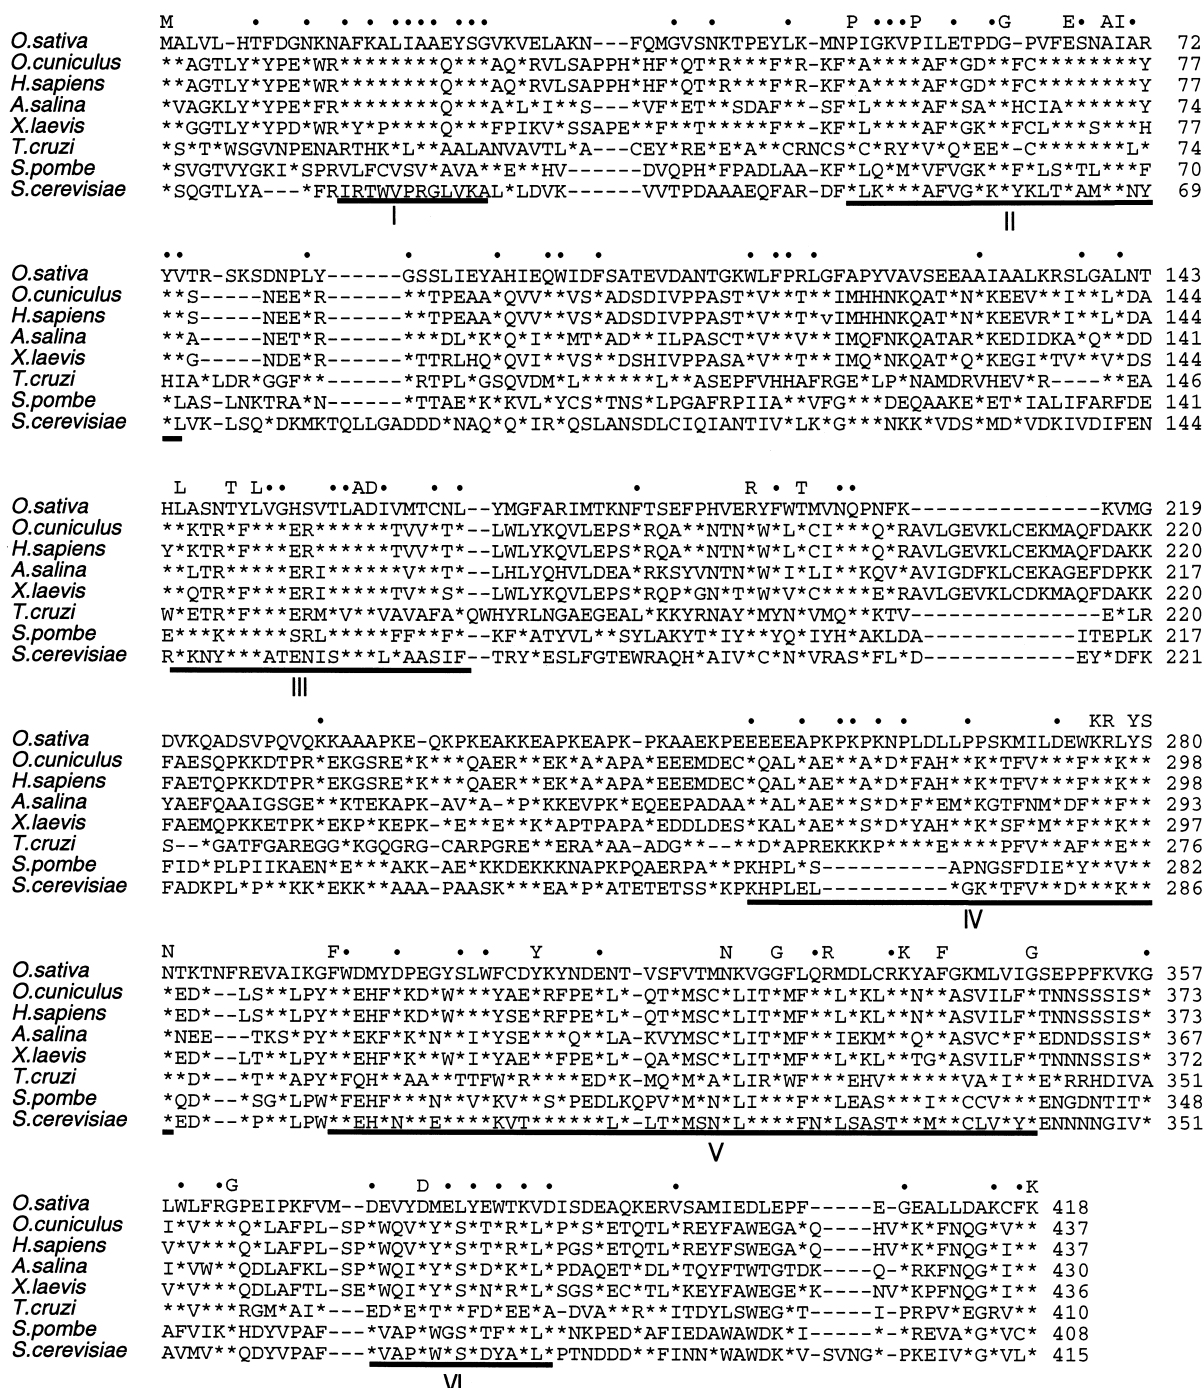 M • • • • • • • • • • • • • • P • • • P • • G E • A I •
O.sativa MALVL-HTFDGNKNAFKALIAAEYSGVKVELAKN---FQMGVSNKTPEYLK-MNPIGKVPILETPDG-PVFESNAIAR 72
O.cuniculus **AGTLY*YPE*WR********Q***AQ*RVLSAPPH*HF*QT*R***F*R-KF*A****AF*GD**FC********Y 77
H.sapiens **AGTLY*YPE*WR********Q***AQ*RVLSAPPH*HF*QT*R***F*R-KF*A****AF*GD**FC********Y 77
A.salina *VAGKLY*YPE*FR********Q***A*L*I**S---*VF*ET**SDAF**-SF*L****AF*SA**HCIA******Y 74
X.laevis **GGTLY*YPD*WR*Y*P****Q***FPIKV*SSAPE**F**T*****F**-KF*L****AF*GK**FCL***S***H 77
T.cruzi *S*T*WSGVNPENARTHK*L**AALANVAVTL*A---CEY*RE*E*A**CRNCS*C*RY*V*Q*EE*-C*******L* 74
S.pombe *SVGTVYGKI*SPRVLFCVSV*AVA**E**HV----DVQPH*FPADLAA-KF*LQ*M*VFVGK**F*LS*TL***F 70
S.cerevisiae *SQGTLYA---*FRIRTWVPRGLVKAL*LDVK------VVTPDAAAEQFAR-DF*LK***AFVG*K*YKLT*AM**NY 69
I
II
• • • • • • • • • • • • • • •
O.sativa YVTR-SKSDNPLY------GSSLIEYAHIEQWIDFSATEVDANTGKWLFPRLGFAPYVAVSEEAAIAALKRSLGALNT 143
O.cuniculus **S-----NEE*R------**TPEAA**QVV**VS*ADSDIVPPAST*V**T**IMHHNKQAT*N*KEEV**I**L*DA 144
H.sapiens **S-----NEE*R------**TPEAA*QVV**VS*ADSDIVPPAST*V**T*vIMHHNKQAT*N*KEEVR*I**L*DA 144
A.salina **A-----NET*R------***DL*K*Q**I**MT*AD**ILPASCT*V**V**IMQFNKQATAR*KEDIDKA*Q**DD 141
X.laevis **G-----NDE*R------*TTRLHQ*QVI**VS**DSHIVPPASA*V**T**IMQ*NKQAT*Q*KEGI*TV**V*DS 144
T.cruzi HIA*LDR*GGF**------*RTPL*GSQVDM*L******L**ASEPFVHHAFRGE*LP*NAMDRVHEV*R----**EA 146
S.pombe *LAS-LNKTRA*N------*TTAE*K*KVL*YCS*TNS*LPGAFRPIIA**VFG***DEQAAKE*ET*IALIFARFDE 141
S.cerevisiae *LVK-LSQ*DKMKTQLLGADDD*NAQ*Q*IR*QSLANSDLCIQIANTIV*LK*G***NKK*VDS*MD*VDKIVDIFEN 144
L T L • • • • A D • • • • R • T • •
O.sativa HLASNTYLVGHSVTLADIVMTCNL--YMGFARIMTKNFTSEFPHVERYFWTMVNQPNFK---------------KVMG 219
O.cuniculus **KTR*F***ER******TVV*T*--LWLYKQVLEPS*RQA**NTN*W*L*CI***Q*RAVLGEVKLCEKMAQFDAKK 220
H.sapiens Y*KTR*F***ER******TVV*T*--LWLYKQVLEPS*RQA**NTN*W*L*CI***Q*RAVLGEVKLCEKMAQFDAKK 220
A.salina **LTR*****ERI*****V**T*--LHLYQHVLDEA*RKSYVNTN*W*I*LI**KQV*AVIGDFKLCEKAGEFDPKK 217
X.laevis **QTR*F***ERI*****TVV*S*--LWLYKQVLEPS*RQP*GN*T*W*V*C****E*RAVLGEVKLCDKMAQFDAKK 220
T.cruzi W*ETR*F***ERM*V**VAVAFA*QWHYRLNGAEGEAL*KKYRNAY*MYN*VMQ**KTV---------------E*LR 220
S.pombe E***K*****SRL*****FF**F*--KF*ATYVL**SYLAKYT*IY**YQ*IYH*AKLDA------------ITEPLK 217
S.cerevisiae R*KNY***ATENIS***L*AASIF--TRY*ESLFGTEWRAQH*AIV*C*N*VRAS*FL*D------------EY*DFK 221
III
• • • • • • • • • K R Y S
O.sativa DVKQADSVPQVQKKAAAPKE-QKPKEAKKEAPKEAPK-PKAAEKPEEEEEAPKPKPKNPLDLLPPSKMILDEWKRLYS 280
O.cuniculus FAESQPKKDTPR*EKGSRE*K***QAER**EK*A*APA*EEEMDEC*QAL*AE**A*D*FAH**K*TFV***F**K** 298
H.sapiens FAETQPKKDTPR*EKGSRE*K***QAER**EK*A*APA*EEEMDEC*QAL*AE**A*D*FAH**K*TFV***F**K** 298
A.salina YAEFQAAIGSGE**KTEKAPK-AV*A-*P*KKEVPK*EQEEPADAA**AL*AE**S*D*F*EM*KGTFNM*DF**F** 293
X.laevis FAEMQPKKETPK*EKP*KEPK-*E**E**K*APTPAPA*EDDLDES*KAL*AE**S*D*YAH**K*SF*M**F**K** 297
T.cruzi S--*GATFGAREGG*KGQGRG-CARPGRE**ERA*AA-ADG**--**D*APREKKKP****E****PFV**AF**E** 276
S.pombe FID*PLPIIKAEN*E***AKK-AE*KKDEKKKNAPKPQAERPA**PKHPL*S----------APNGSFDIE*Y**V** 282
S.cerevisiae FADKPL*P**KK*EKK**AAA-PAASK***EA*P*ATETETSS*KPKHPLEL----------*GK*TFV**D***K** 286
IV
N F • • • • Y • N G • R • K F G •
O.sativa NTKTNFREVAIKGFWDMYDPEGYSLWFCDYKYNDENT-VSFVTMNKVGGFLQRMDLCRKYAFGKMLVIGSEPPFKVKG 357
O.cuniculus *ED*--LS**LPY**EHF*KD*W***YAE*RFPE*L*-QT*MSC*LIT*MF**L*KL**N**ASVILF*TNNSSSIS* 373
H.sapiens *ED*--LS**LPY**EHF*KD*W***YSE*RFPE*L*-QT*MSC*LIT*MF**L*KL**N**ASVILF*TNNSSSIS* 373
A.salina *NEE--TKS*PY**EKF*K*N**I*YSE***Q**LA-KVYMSC*LIT*MF**IEKM**Q**ASVC*F*EDNDSSIS* 367
X.laevis *ED*--LT**LPY**EHF*K**W*I*YAE**FPE*L*-QA*MSC*LIT*MF**L*KL**TG*ASVILF*TNNNSSIS* 372
T.cruzi **D*--*T**APY*FQH**AA**TTFW*R*****ED*K-MQ*M*A*LIR*WF***EHV******VA*I**E*RRHDIVA 351
S.pombe *QD*--*SG*LPW*FEHF***N**V*KV**S*PEDLKQPV*M*N*LI***F**LEAS***I**CCV***ENGDNTIT* 348
S.cerevisiae *ED*--*P**LPW**EH*N**E****KVT******L*-LT*MSN*L****FN*LSAST**M**CLV*Y*ENNNNGIV* 351
V
• • G • D • • • • • • • • K
O.sativa LWLFRGPEIPKFVM--DEVYDMELYEWTKVDISDEAQKERVSAMIEDLEPF----E-GEALLDAKCFK 418
O.cuniculus I*V***Q*LAFPL-SP*WQV*Y*S*T*R*L*P*S*ETQTL*REYFAWEGA*Q----HV*K*FNQG*V** 437
H.sapiens V*V***Q*LAFPL-SP*WQV*Y*S*T*R*L*PGS*ETQTL*REYFSWEGA*Q----HV*K*FNQG*I** 437
A.salina I*VW**QDLAFKL-SP*WQI*Y*S*D*K*L*PDAQET*DL*TQYFTWTGTDK----Q-*RKFNQG*I** 430
X.laevis V*V***QDLAFTL-SE*WQI*Y*S*N*R*L*SGS*EC*TL*KEYFAWEGE*K----NV*KPFNQG*I** 436
T.cruzi **V***RGM*AI*---ED*E*T**FD*EE*A-DVA**R**ITDYLSWEG*T-----I-PRPV*EGRV** 410
S.pombe AFVIK*HDYVPAF---*VAP*WGS*TF**L**NKPED*AFIEDAWAWDK*I-----*-*REVA*G*VC* 408
S.cerevisiae AVMV**QDYVPAF---*VAP*W*S*DYA*L*PTNDDD**FINN*WAWDK*V-SVNG*-PKEIV*G*VL* 415
VI